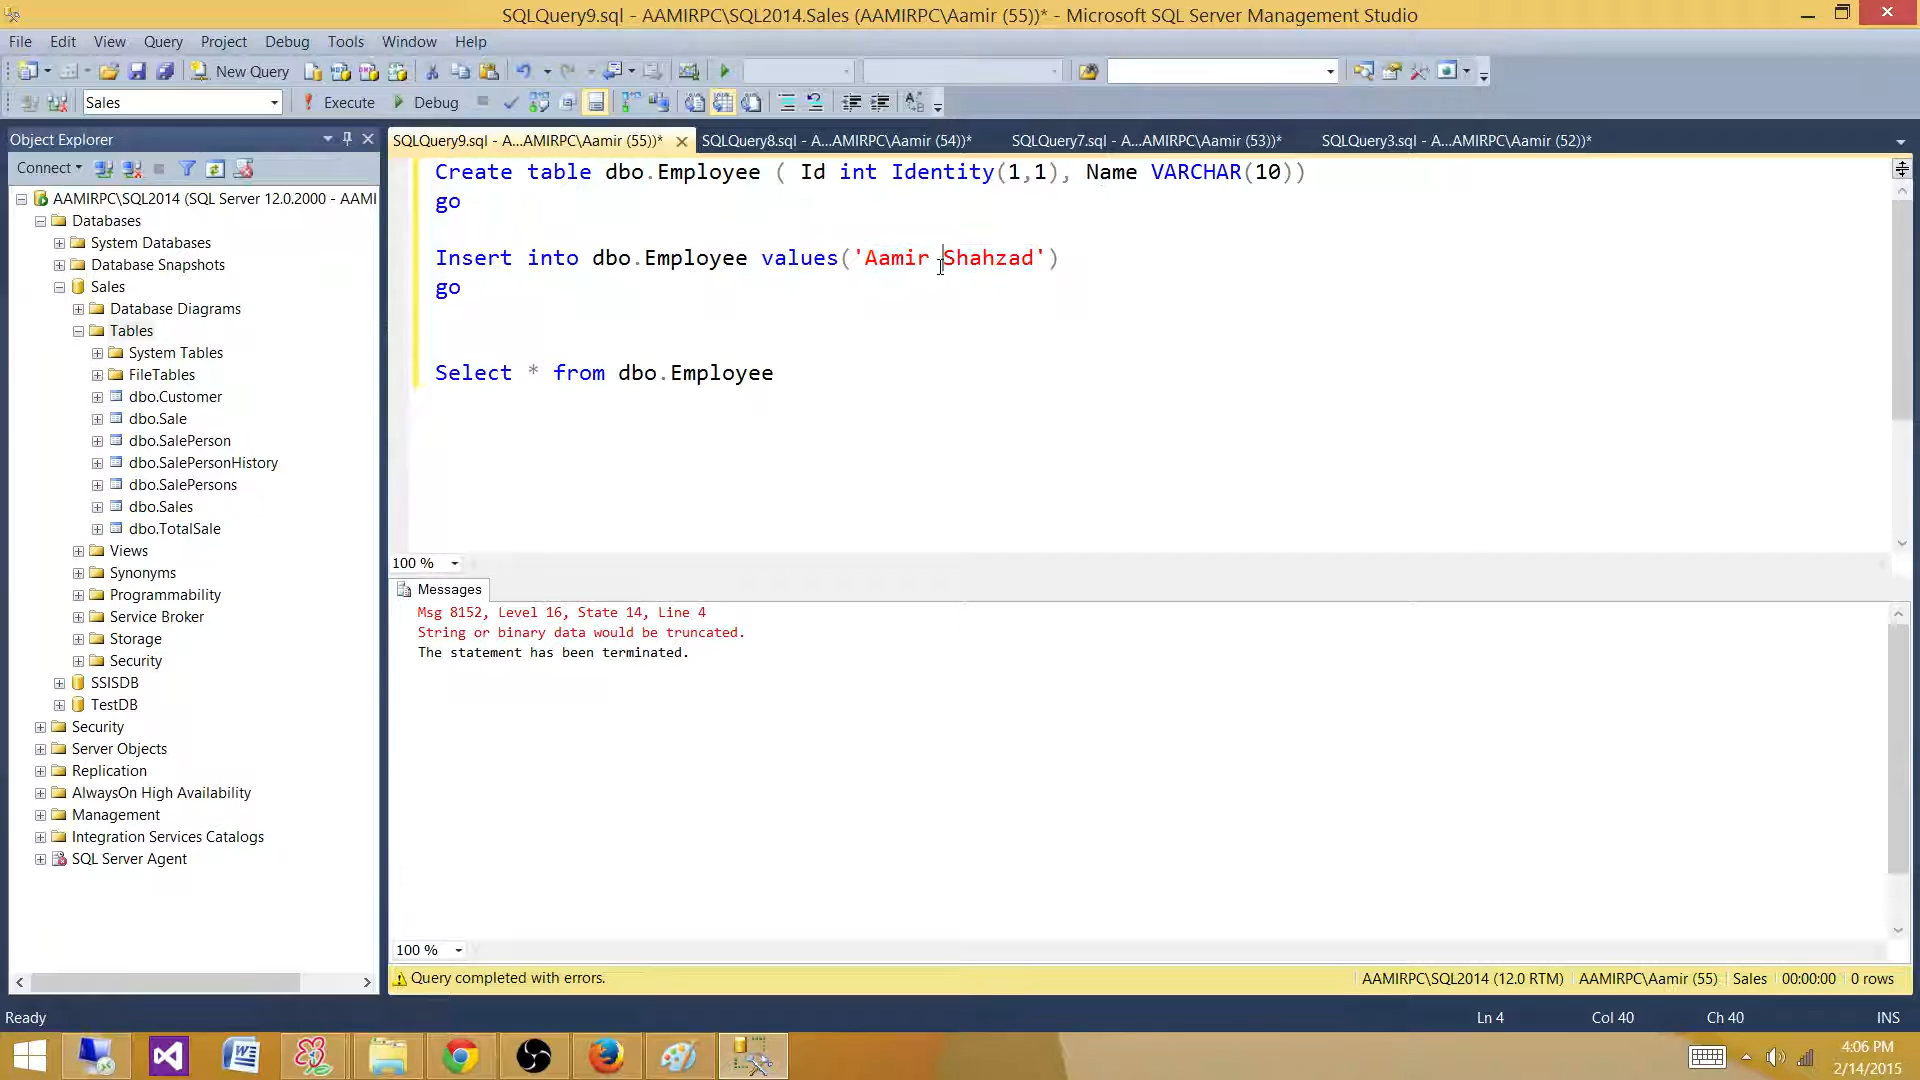 SQLQuery9.sql - AAMIRPC\SQL2014.Sales (AAMIRPC\Aamir (55))* - Microsoft SQL Server Management Studio
File Edit View Query Project Debug Tools Window Help
New Query
Sales Execute Debug
Object Explorer
SQLQuery9.sql - A...AMIRPC\Aamir (55))* SQLQuery8.sql - A...AMIRPC\Aamir (54))* SQLQuery7.sql - A...AMIRPC\Aamir (53))* SQLQuery3.sql - A...AMIRPC\Aamir (52))*
Connect
AAMIRPC\SQL2014 (SQL Server 12.0.2000 - AAMI
Databases
System Databases
Database Snapshots
Sales
Database Diagrams
Tables
System Tables
FileTables
dbo.Customer
dbo.Sale
dbo.SalePerson
dbo.SalePersonHistory
dbo.SalePersons
dbo.Sales
dbo.TotalSale
Views
Synonyms
Programmability
Service Broker
Storage
Security
SSISDB
TestDB
Security
Server Objects
Replication
AlwaysOn High Availability
Management
Integration Services Catalogs
SQL Server Agent
Create table dbo.Employee ( Id int Identity(1,1), Name VARCHAR(10))
go
Insert into dbo.Employee values('Aamir Shahzad')
go
Select * from dbo.Employee
100 %
Messages
Msg 8152, Level 16, State 14, Line 4
String or binary data would be truncated.
The statement has been terminated.
100 %
Query completed with errors. AAMIRPC\SQL2014 (12.0 RTM) AAMIRPC\Aamir (55) Sales 00:00:00 0 rows
Ready Ln 4 Col 40 Ch 40 INS
4:06 PM
2/14/2015